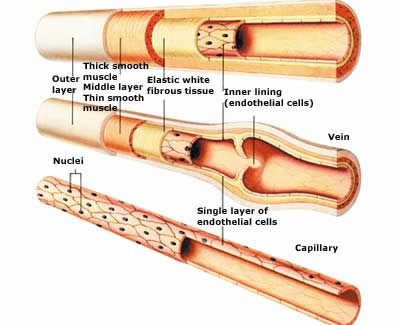 Outer
layer
Thick smooth
muscle
Middle layer
Thin smooth
muscle
Elastic white
fibrous tissue
Inner lining
(endothelial cells)
Vein
Nuclei
Single layer of
endothelial cells
Capillary